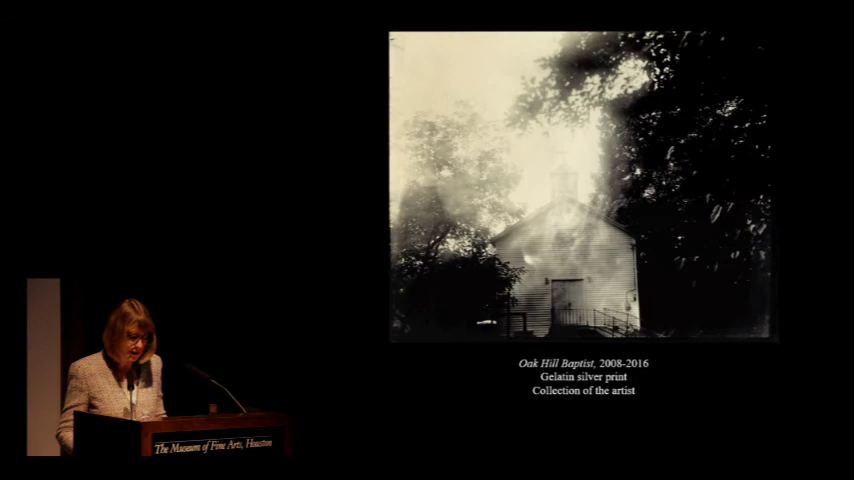 Oak Hill Baptist, 2008-2016
Gelatin silver print
Collection of the artist
The Museum of Fine Arts, Houston